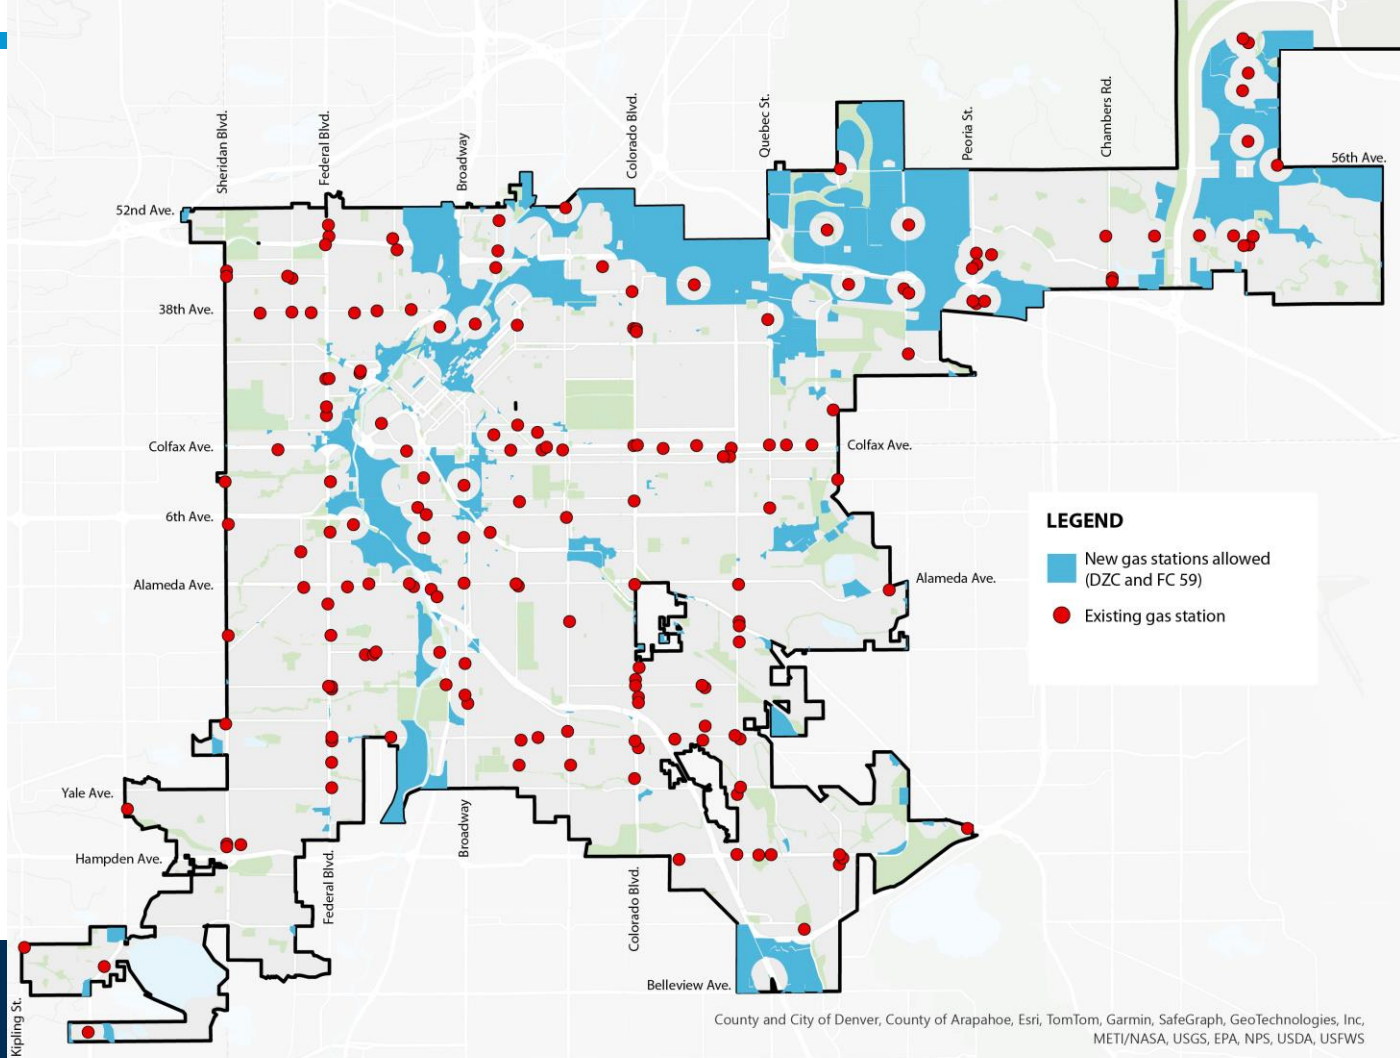 Sheridan Blvd.
Federal Blvd.
Broadway
Colorado Blvd.
Quebec St.
Peoria St.
Chambers Rd.
56th Ave.
52nd Ave.
38th Ave.
Colfax Ave.
Colfax Ave.
6th Ave.
Alameda Ave.
Alameda Ave.
LEGEND
New gas stations allowed
(DZC and FC 59)
Existing gas station
Yale Ave.
Broadway
Hampden Ave.
Federal Blvd.
Colorado Blvd.
Belleview Ave.
Kipling St.
County and City of Denver, County of Arapahoe, Esri, TomTom, Garmin, SafeGraph, GeoTechnologies, Inc,
METI/NASA, USGS, EPA, NPS, USDA, USFWS